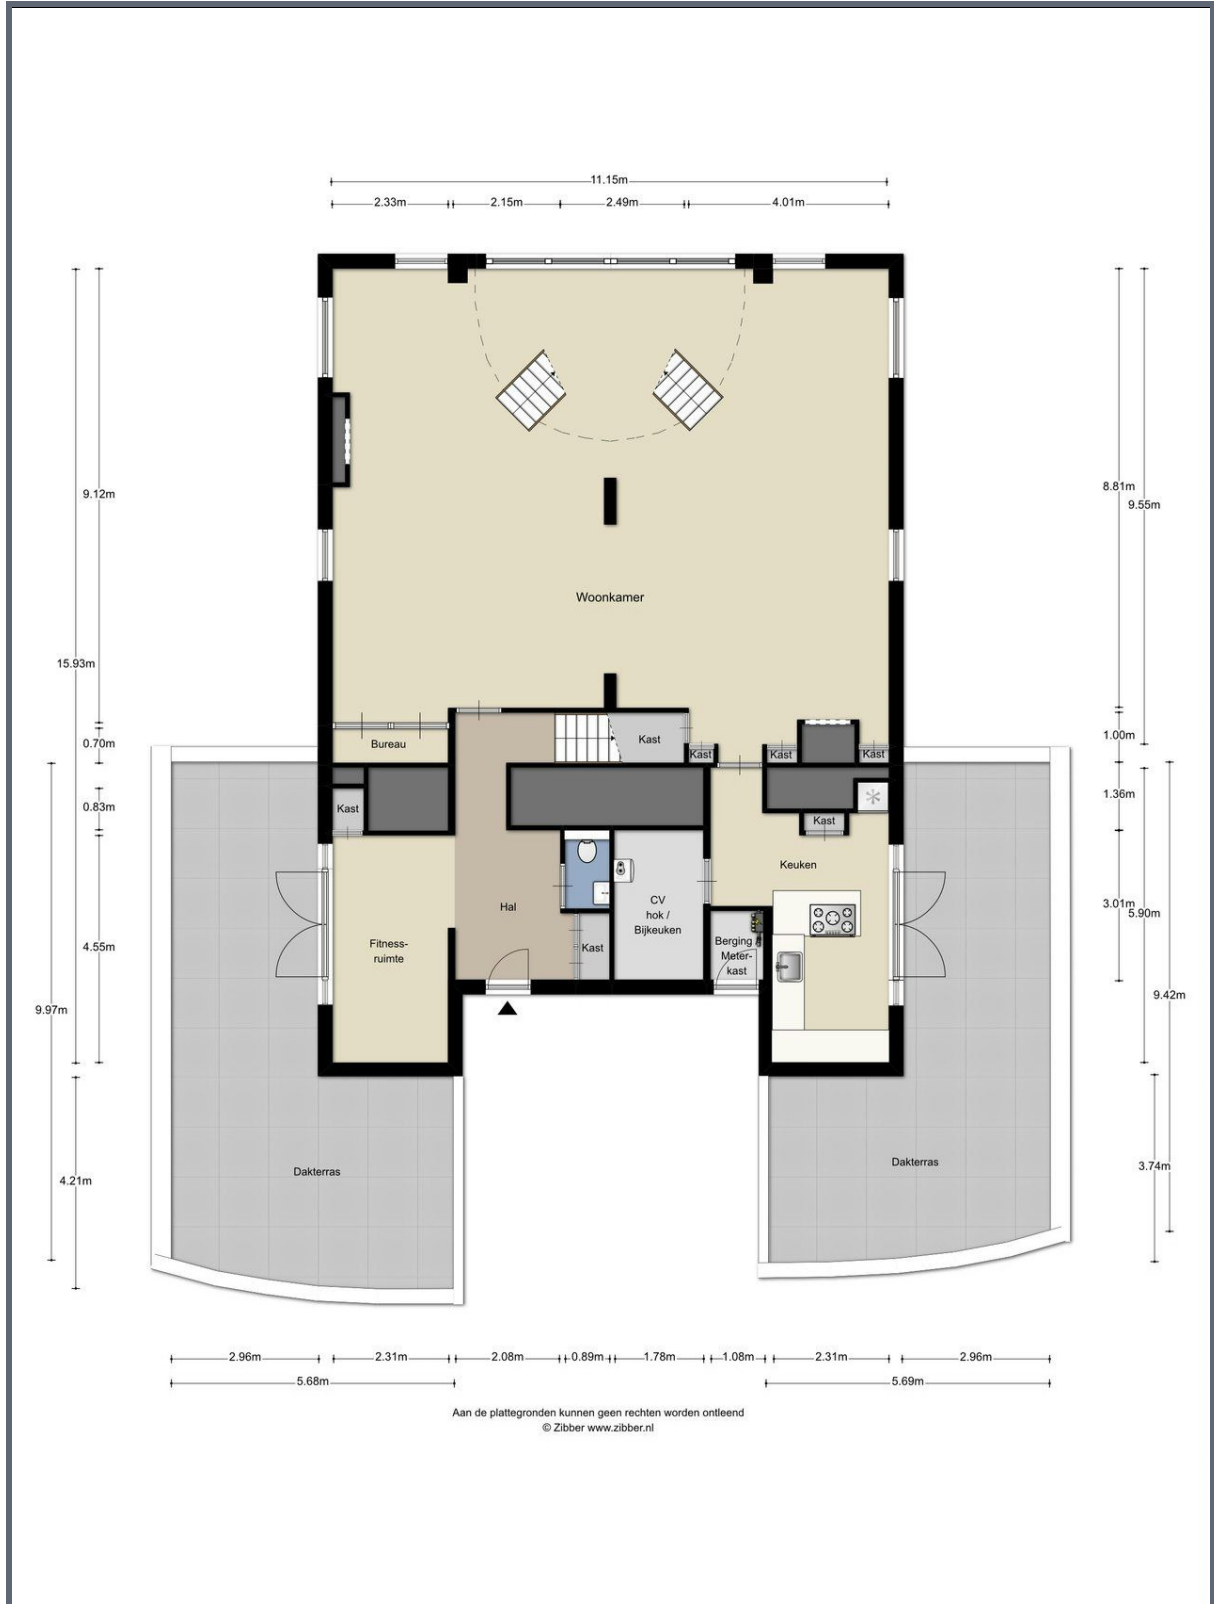 11.15m
2.33m
2.15m
2.49m
4.01m
9.12m
8.81m
9.55m
Woonkamer
15.93m
0.70m
Bureau
Kast
Kast
Kast
Kast
1.00m
0.83m
Kast
1.36m
Kast
Keuken
CV
hok /
Bijkeuken
Hal
3.01m
5.90m
4.55m
Fitness-
ruimte
Kast
Berging /
Meter-
kast
9.97m
9.42m
Dakterras
Dakterras
4.21m
3.74m
2.96m
2.31m
2.08m
0.89m
1.78m
1.08m
2.31m
2.96m
5.68m
5.69m
Aan de plattegronden kunnen geen rechten worden ontleend
© Zibber www.zibber.nl